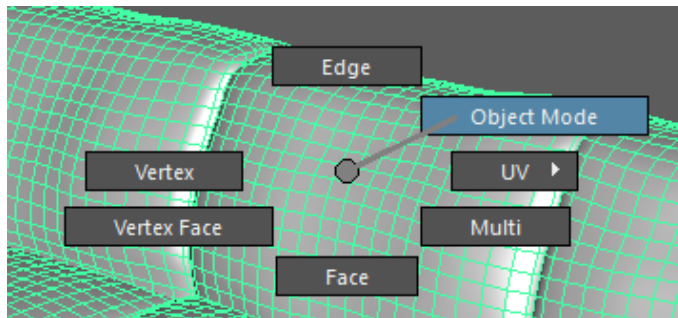 Edge
Object Mode
Vertex
UV
Vertex Face
Multi
Face